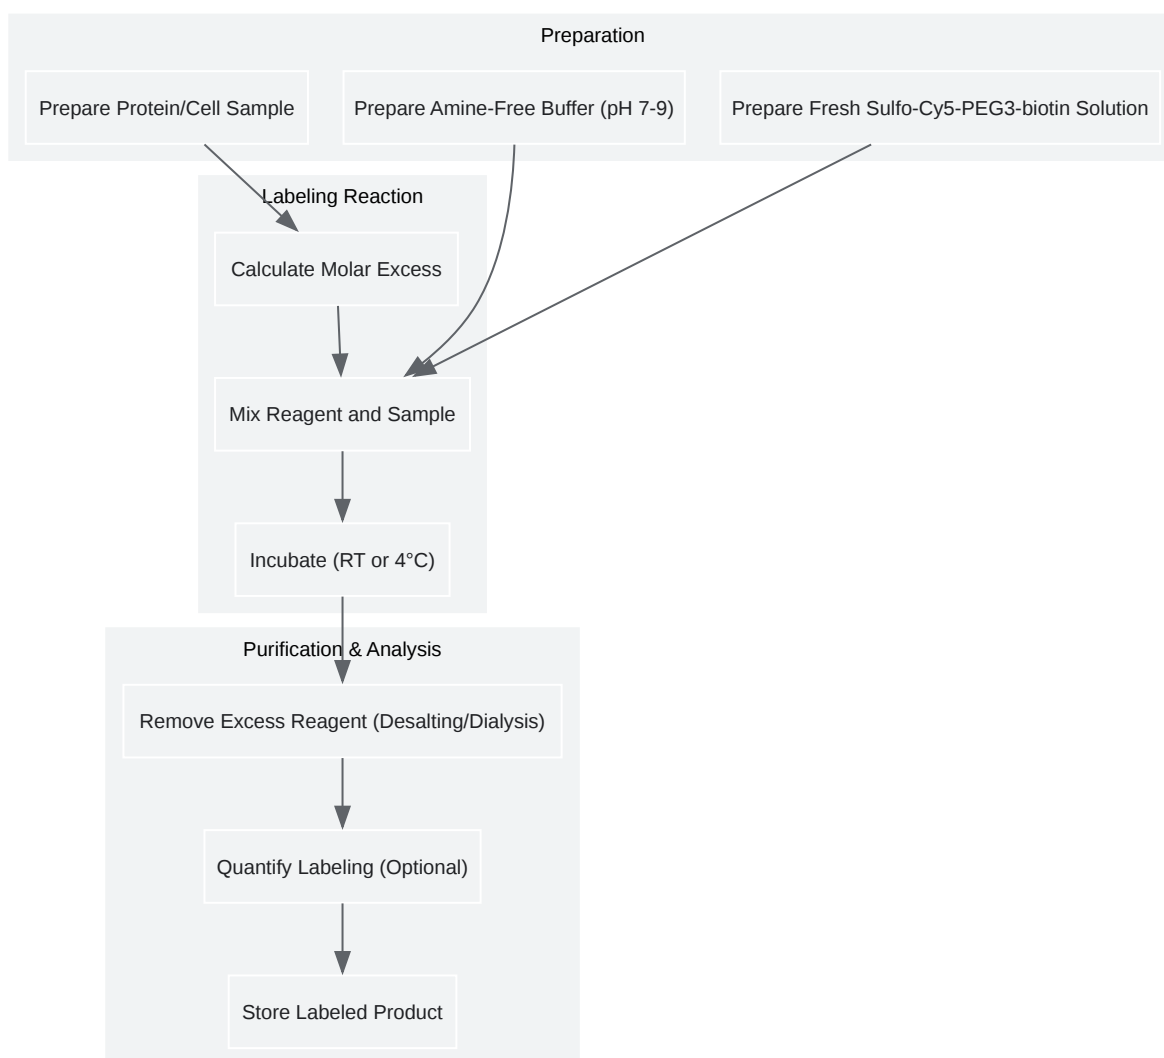 Preparation
Prepare Protein/Cell Sample
Prepare Amine-Free Buffer (pH 7-9)
Prepare Fresh Sulfo-Cy5-PEG3-biotin Solution
Labeling Reaction
Calculate Molar Excess
Mix Reagent and Sample
Incubate (RT or 4°C)
Purification & Analysis
Remove Excess Reagent (Desalting/Dialysis)
Quantify Labeling (Optional)
Store Labeled Product